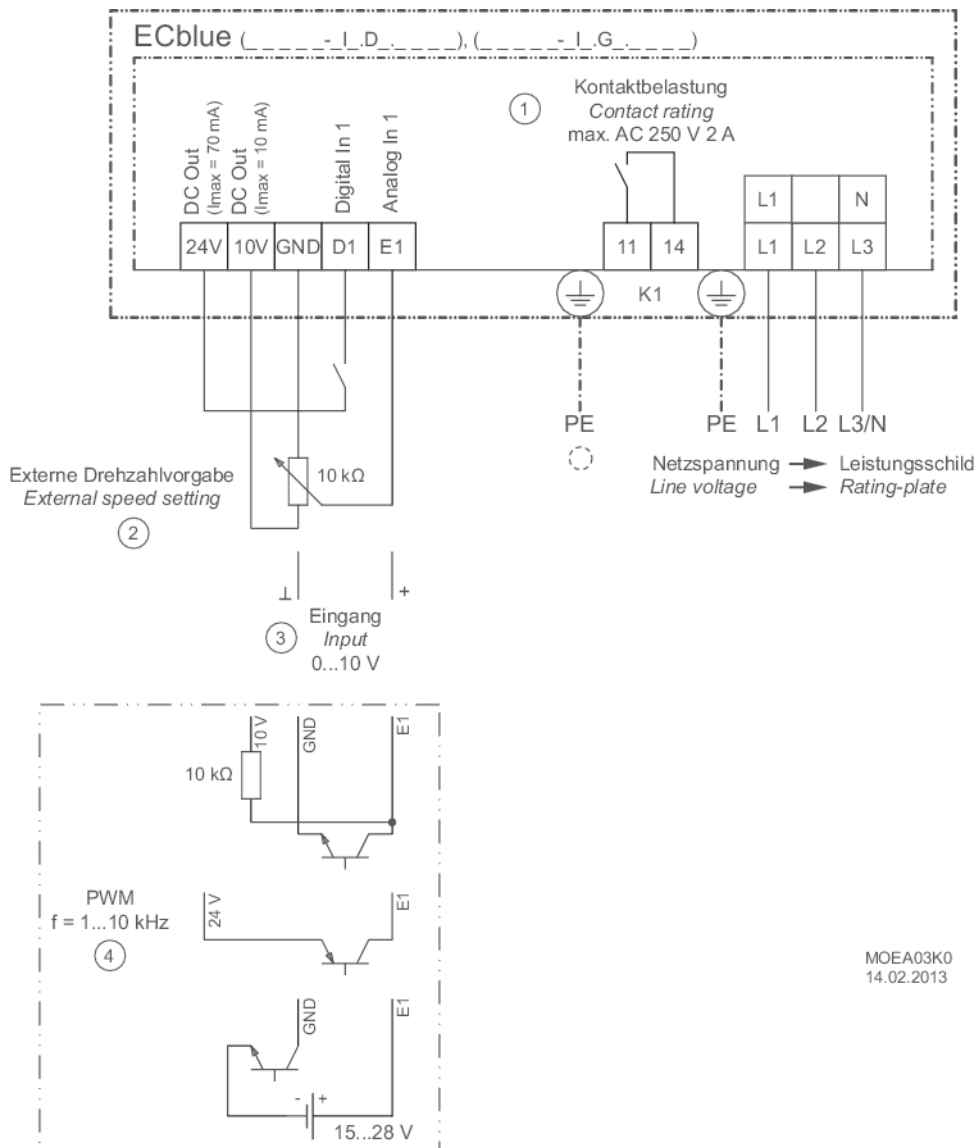 ECblue (_ _ _ _ _-_I_.D_._ _ _ _), (_ _ _ _ _-_I_.G_._ _ _ _)
1
Kontaktbelastung
Contact rating
max. AC 250 V 2 A
DC Out
(Imax = 70 mA)
DC Out
(Imax = 10 mA)
Digital In 1
Analog In 1
L1 N
24V 10V GND D1 E1 11 14 L1 L2 L3
K1
PE PE L1 L2 L3/N
Externe Drehzahlvorgabe
External speed setting
2
10 kΩ
Netzspannung → Leistungsschild
Line voltage → Rating-plate
⊥ +
3
Eingang
Input
0...10 V
10 V GND E1
10 kΩ
PWM
f = 1...10 kHz
4
24 V E1
GND E1
- +
15...28 V
MOEA03K0
14.02.2013